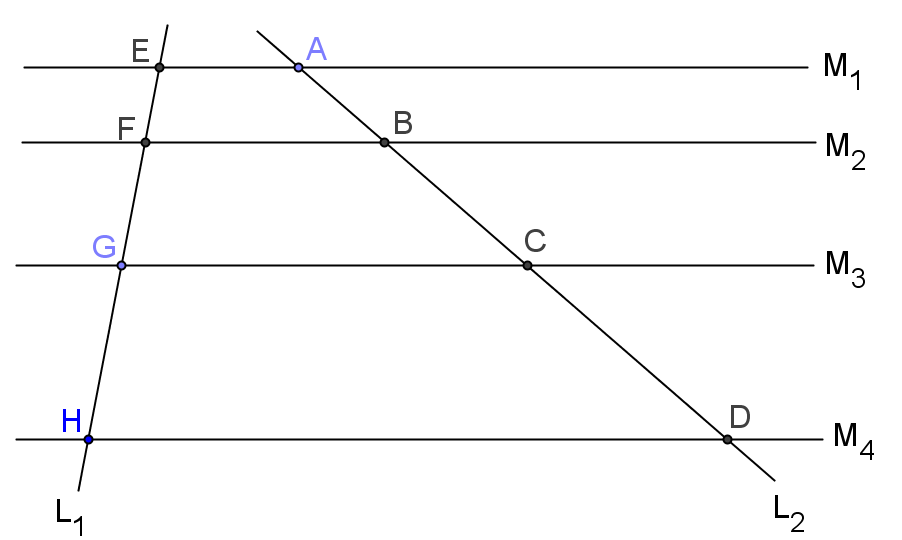 E A M₁
F B M₂
G C M₃
H D M₄
L₁ L₂